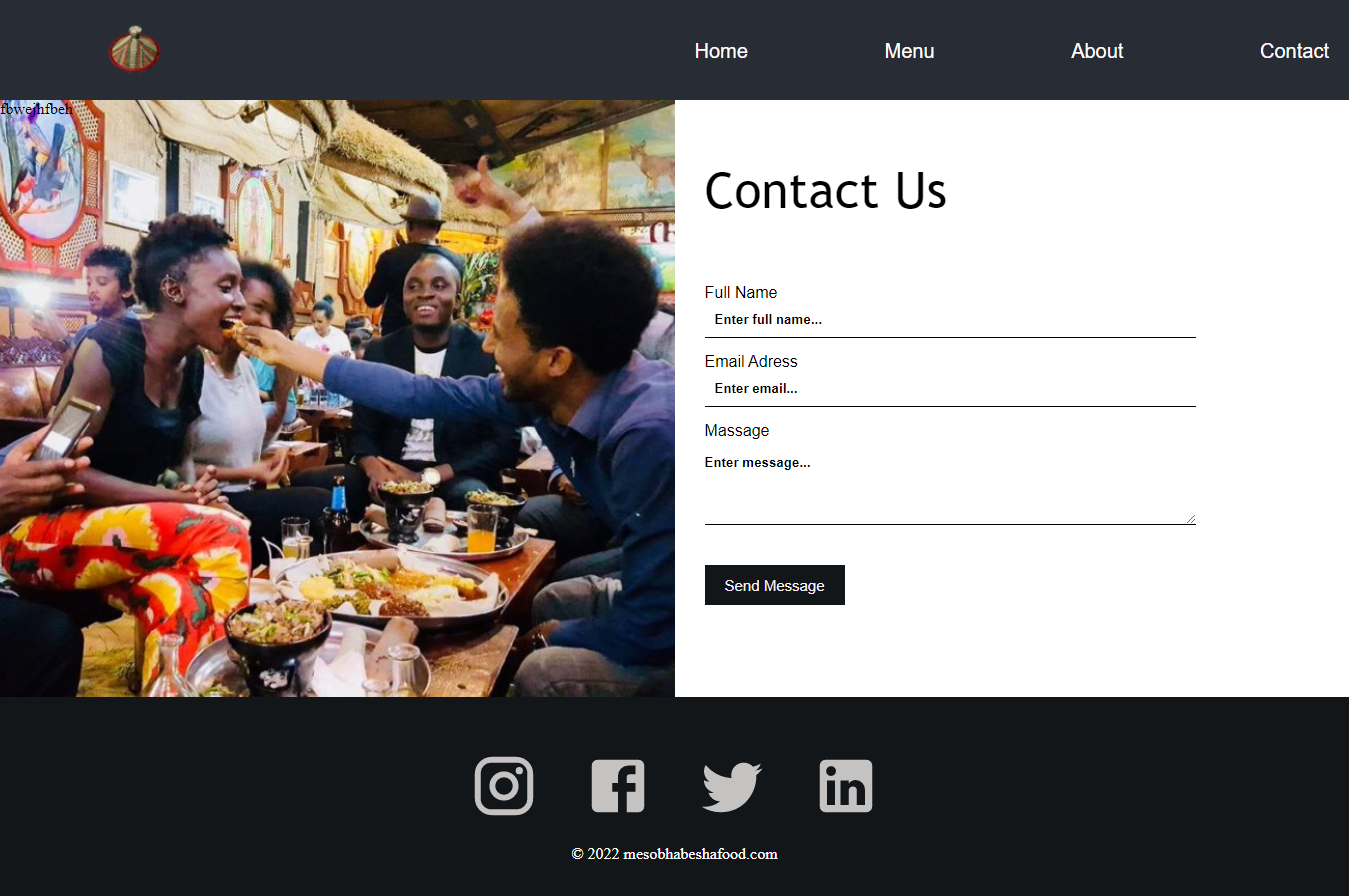 Home Menu About Contact
fbwejhfbeh
Contact Us
Full Name
Enter full name...
Email Adress
Enter email...
Massage
Enter message...
Send Message
© 2022 mesobhabeshafood.com